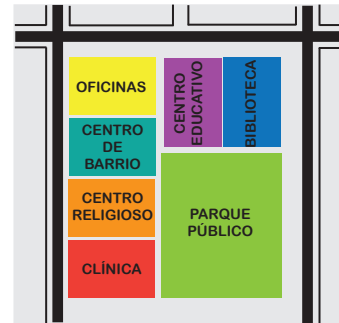 OFICINAS
CENTRO
DE
BARRIO
CENTRO
RELIGIOSO
CLÍNICA
CENTRO
EDUCATIVO
BIBLIOTECA
PARQUE
PÚBLICO